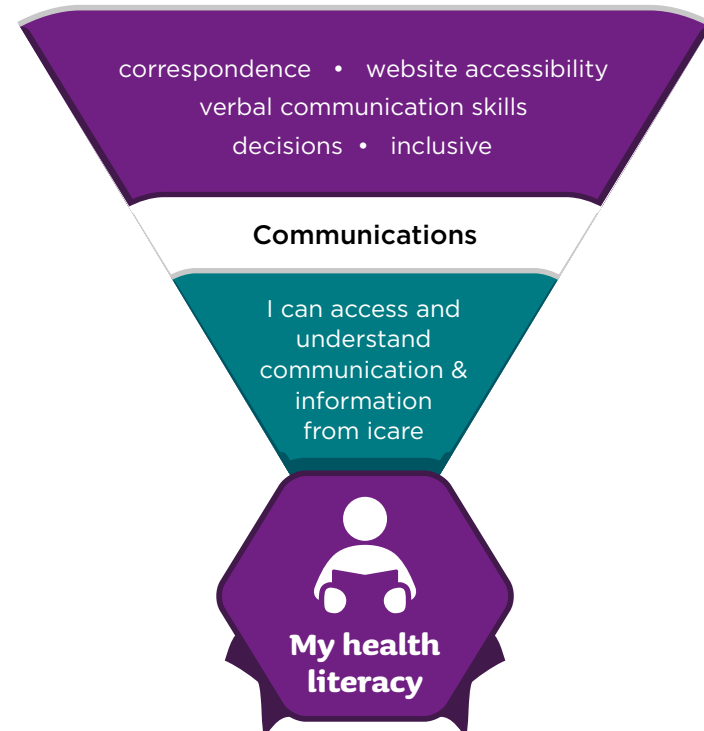 correspondence • website accessibility
verbal communication skills
decisions • inclusive
Communications
I can access and
understand
communication &
information
from icare
My health
literacy